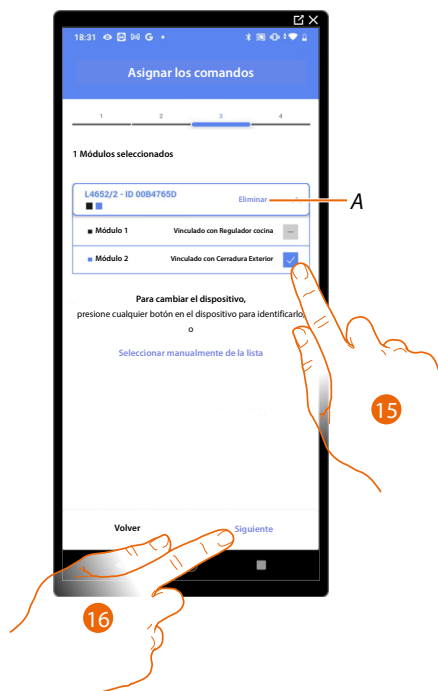 18:31 G
Asignar los comandos
1 2 3 4
1 Módulos seleccionados
L4652/2 - ID 00B4765D
Eliminar
A
Módulo 1 Vinculado con Regulador cocina
Módulo 2 Vinculado con Cerradura Exterior
Para cambiar el dispositivo,
presione cualquier botón en el dispositivo para identificarlo,
o
Seleccionar manualmente de la lista
15
Volver Siguiente
16